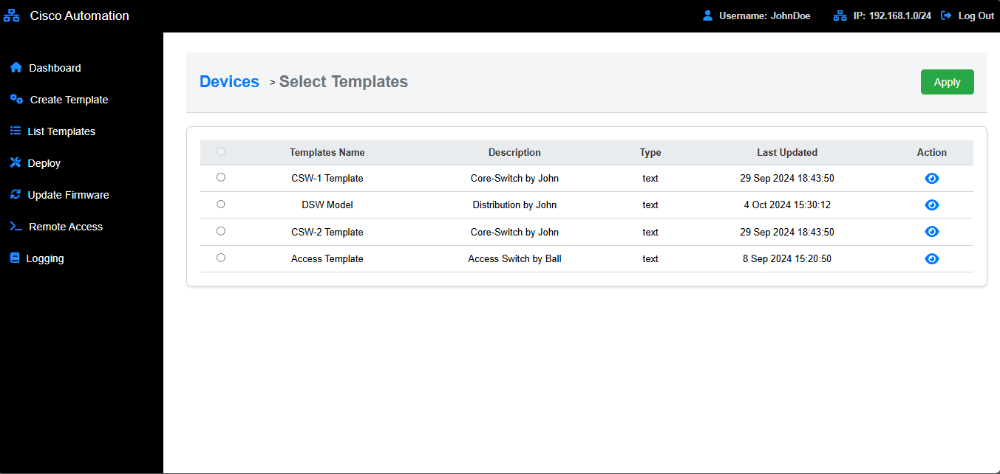 Cisco Automation
Username: JohnDoe
IP: 192.168.1.0/24
Log Out
Dashboard
Create Template
List Templates
Deploy
Update Firmware
Remote Access
Logging
Devices > Select Templates
Apply
Templates Name Description Type Last Updated Action
CSW-1 Template Core-Switch by John text 29 Sep 2024 18:43:50
DSW Model Distribution by John text 4 Oct 2024 15:30:12
CSW-2 Template Core-Switch by John text 29 Sep 2024 18:43:50
Access Template Access Switch by Ball text 8 Sep 2024 15:20:50